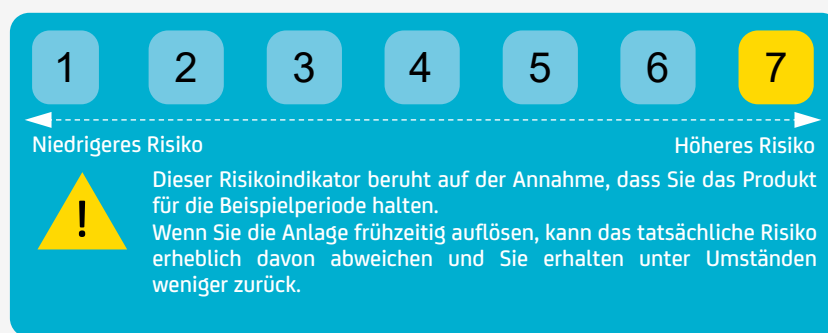 1 2 3 4 5 6 7
Niedrigeres Risiko Höheres Risiko
!
Dieser Risikoindikator beruht auf der Annahme, dass Sie das Produkt
für die Beispielperiode halten.
Wenn Sie die Anlage frühzeitig auflösen, kann das tatsächliche Risiko
erheblich davon abweichen und Sie erhalten unter Umständen
weniger zurück.